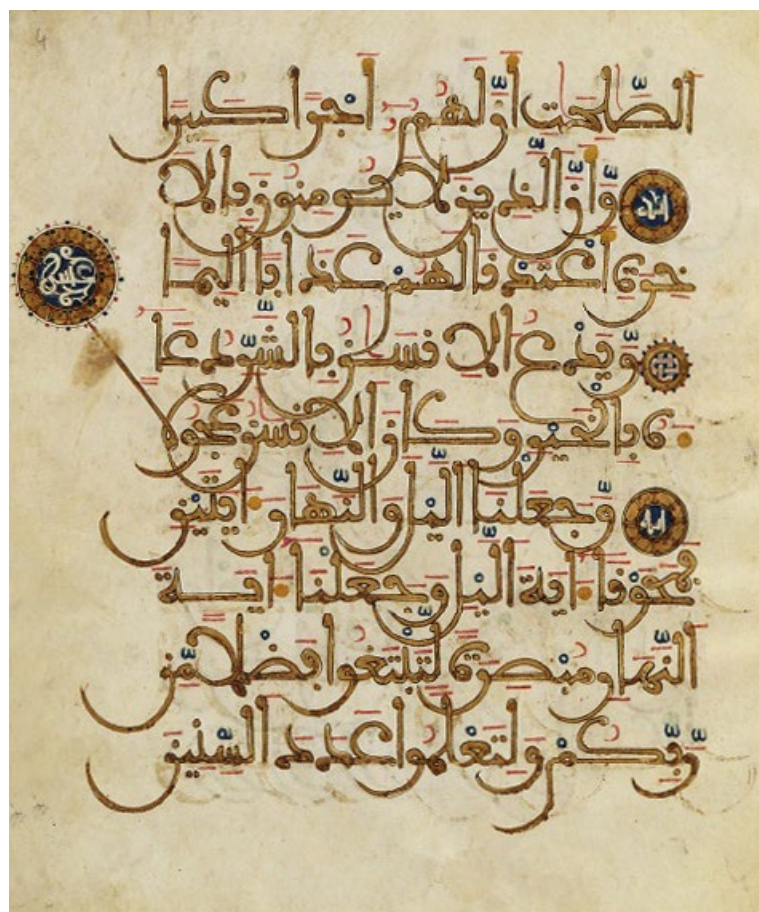 الصلحت أن لهم أجرا كبيرا
وأن الذين لا يومنون بالا
خرة أعتدنا لهم عذابا أليما
ويدع الانسن بالشر دعا
ءه بالخير وكان الانسن عجولا
وجعلنا اليل والنهار ءايتين
فمحونا ءاية اليل وجعلنا ءاية
النهار مبصرة لتبتغوا فضلا من
ربكم ولتعلموا عدد السنين